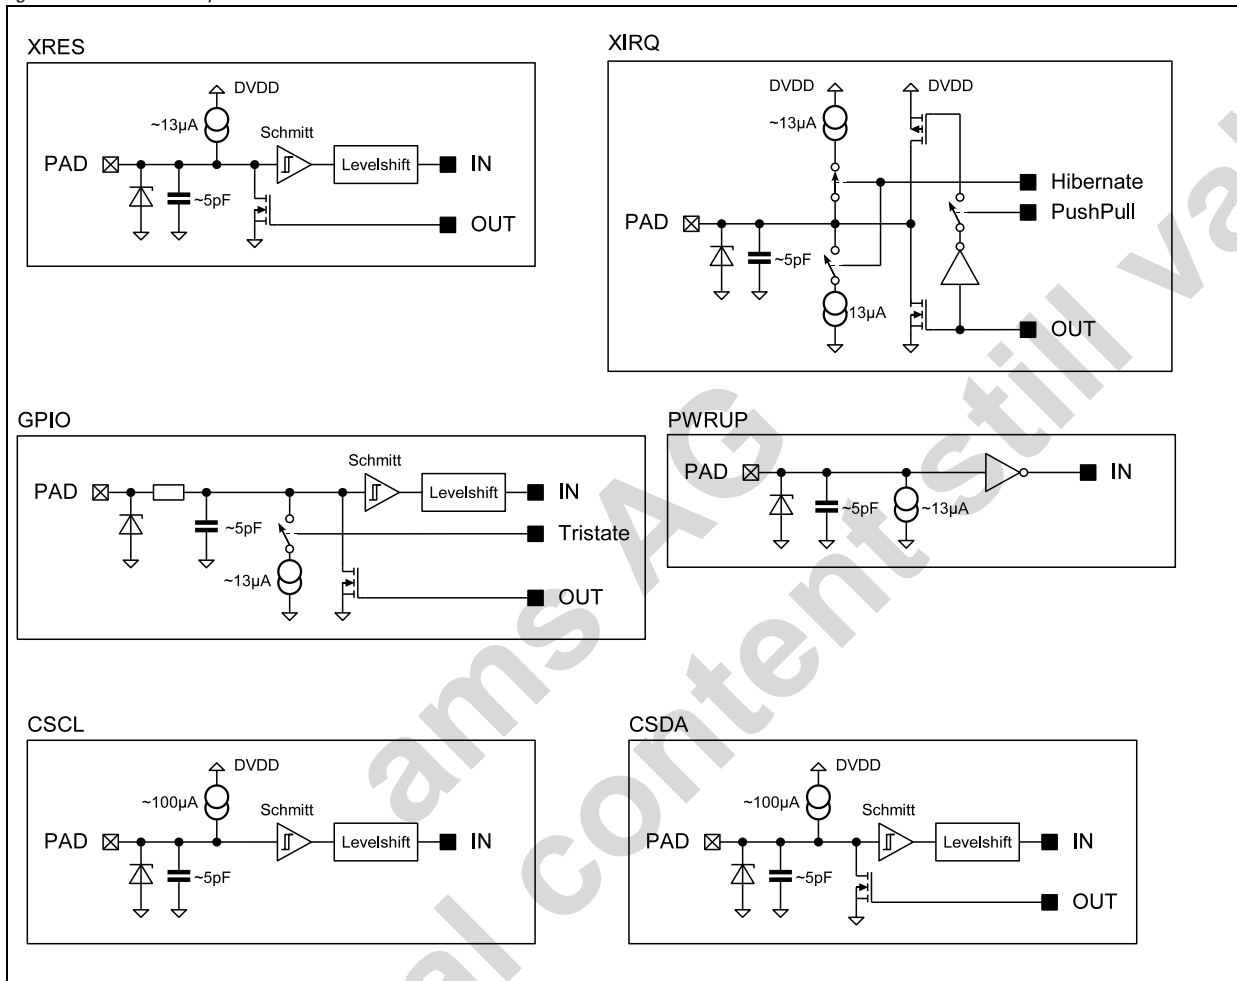 XRES
DVDD
~13µA
Schmitt
PAD
Levelshift
IN
~5pF
OUT
XIRQ
DVDD
DVDD
~13µA
Hibernate
PushPull
PAD
~5pF
13µA
OUT
GPIO
Schmitt
PAD
Levelshift
IN
~5pF
Tristate
~13µA
OUT
PWRUP
PAD
IN
~5pF
~13µA
CSCL
DVDD
~100µA
Schmitt
PAD
Levelshift
IN
~5pF
CSDA
DVDD
~100µA
Schmitt
PAD
Levelshift
IN
~5pF
OUT
ams AG
al content still va